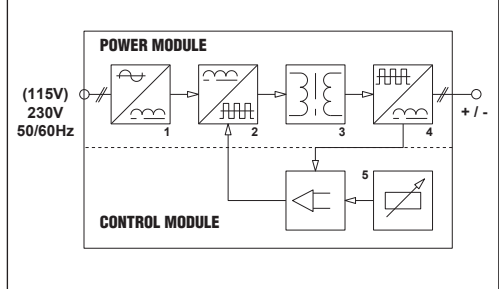 POWER MODULE
(115V)
230V
50/60Hz
1
2
3
4
+ / -
5
CONTROL MODULE